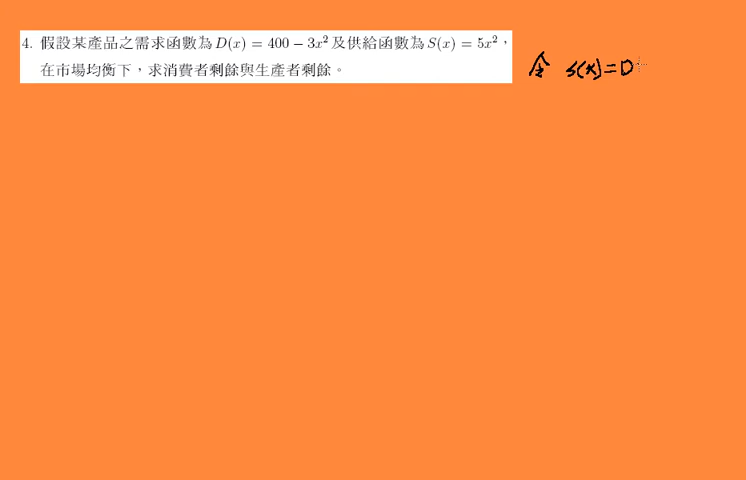 4. 假設某產品之需求函數為 D(x) = 400 − 3x² 及供給函數為 S(x) = 5x²，
在市場均衡下，求消費者剩餘與生產者剩餘。
令 S(x)=D